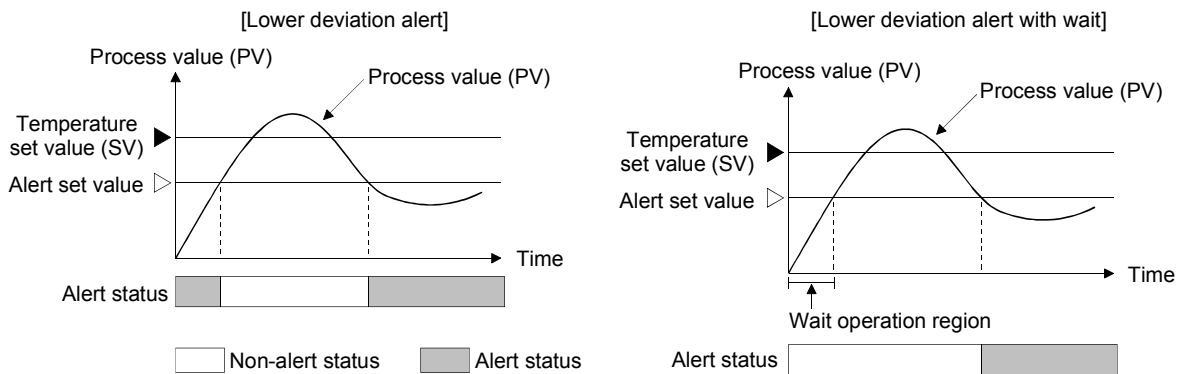 [Lower deviation alert]
Process value (PV)
Process value (PV)
Temperature
set value (SV)
Alert set value
Time
Alert status
Non-alert status
Alert status
[Lower deviation alert with wait]
Process value (PV)
Process value (PV)
Temperature
set value (SV)
Alert set value
Time
Wait operation region
Alert status